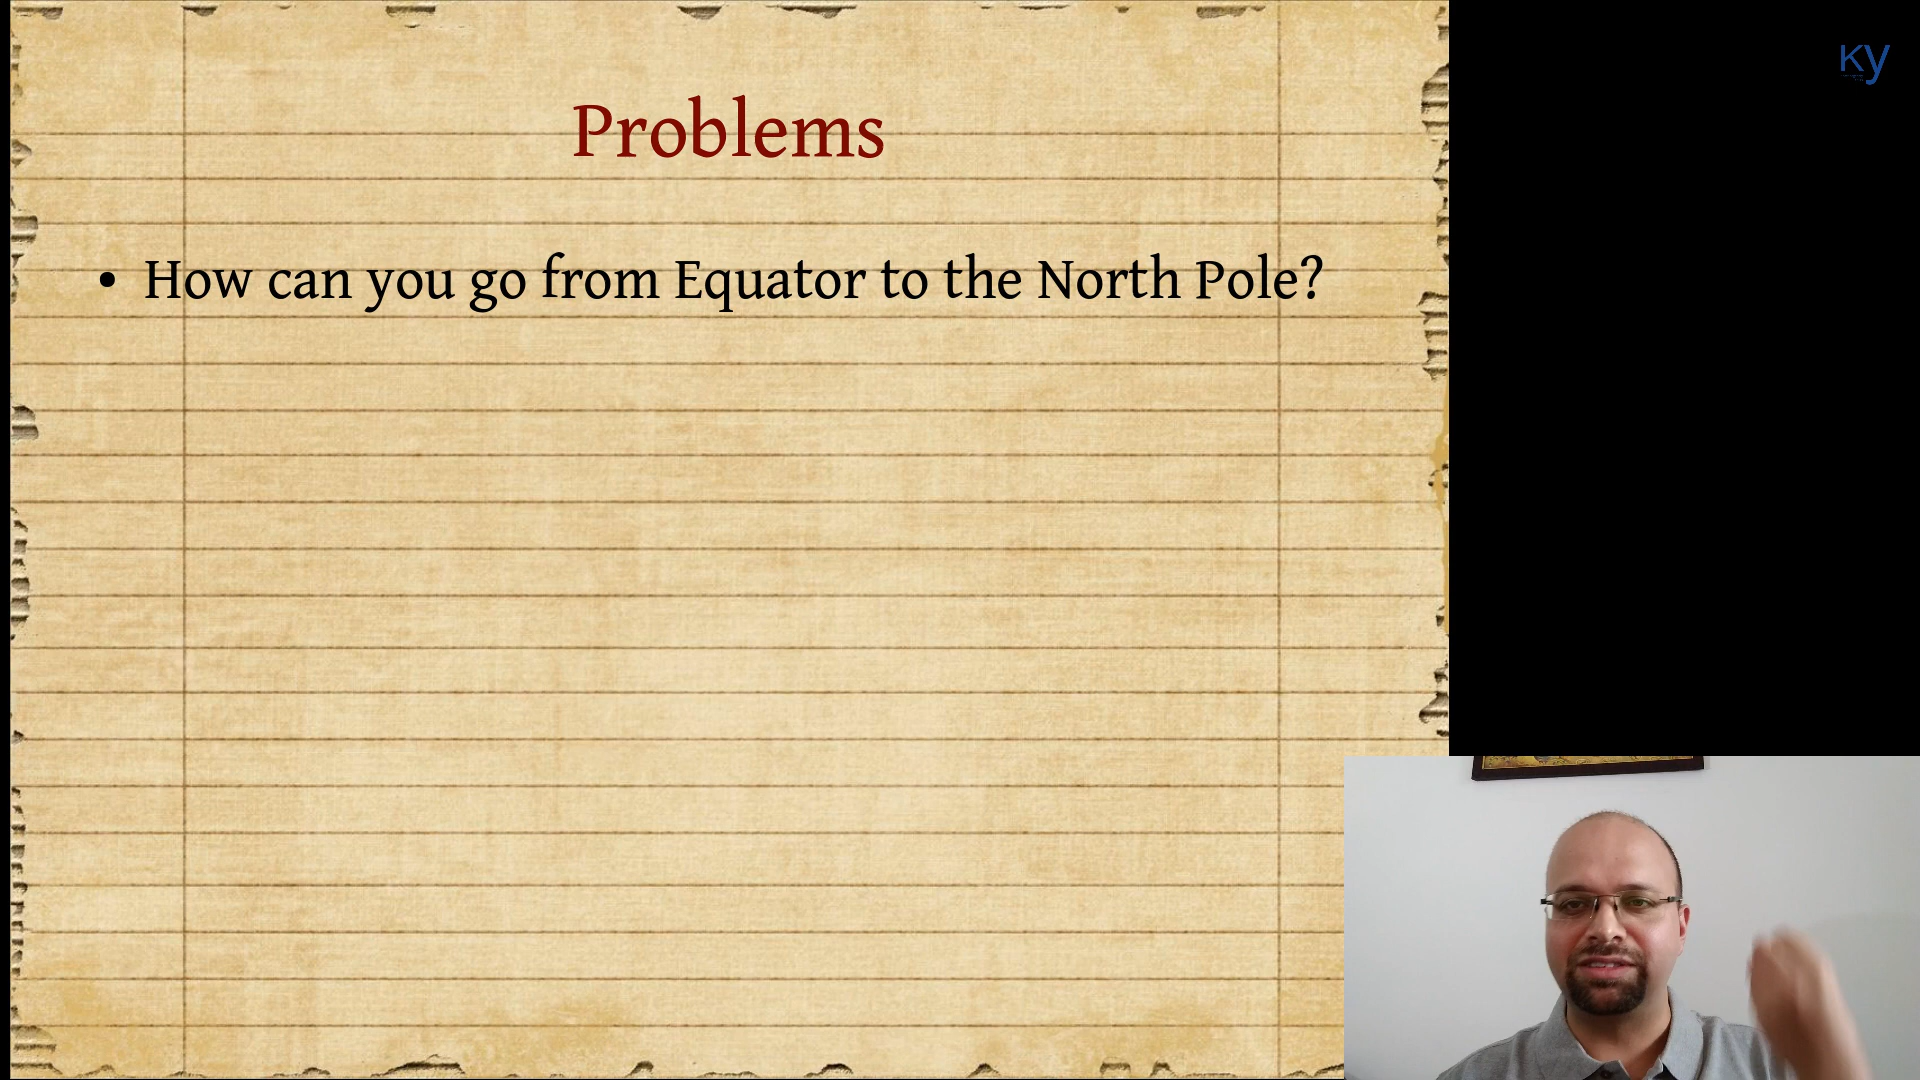 Problems
• How can you go from Equator to the North Pole?
Ky